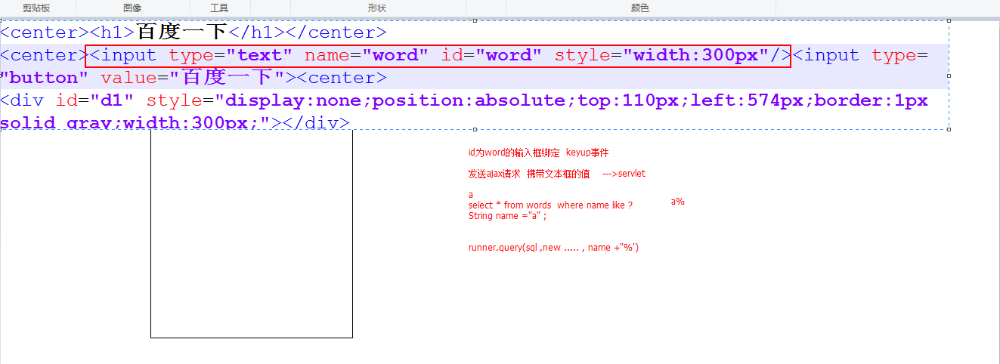 剪贴板 图像 工具 形状 颜色
<center><h1>百度一下</h1></center>
<center><input type="text" name="word" id="word" style="width:300px"/><input type=
"button" value="百度一下"><center>
<div id="d1" style="display:none;position:absolute;top:110px;left:574px;border:1px
solid gray;width:300px;"></div>
id为word的输入框绑定 keyup事件
发送ajax请求 携带文本框的值 --->servlet
a
select * from words where name like ? a%
String name ="a" ;
runner.query(sql ,new ..... , name +"%')